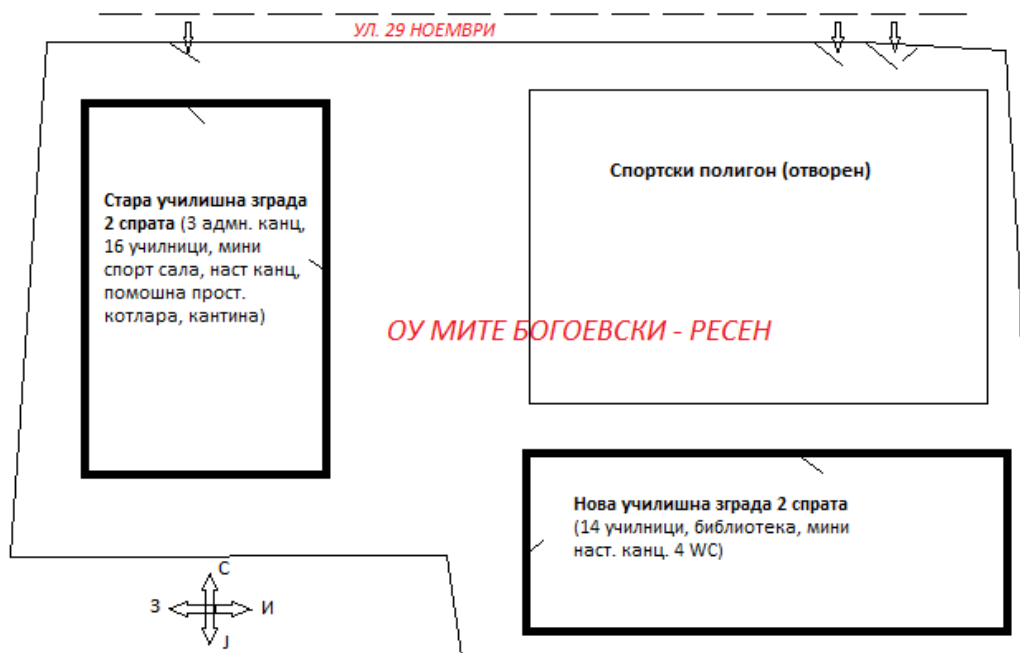 УЛ. 29 НОЕМВРИ
Стара училишна зграда
2 спрата (3 адмн. канц,
16 училници, мини
спорт сала, наст канц,
помошна прост.
котлара, кантина)
Спортски полигон (отворен)
ОУ МИТЕ БОГОЕВСКИ - РЕСЕН
Нова училишна зграда 2 спрата
(14 училници, библиотека, мини
наст. канц. 4 WC)
С
З И
Ј